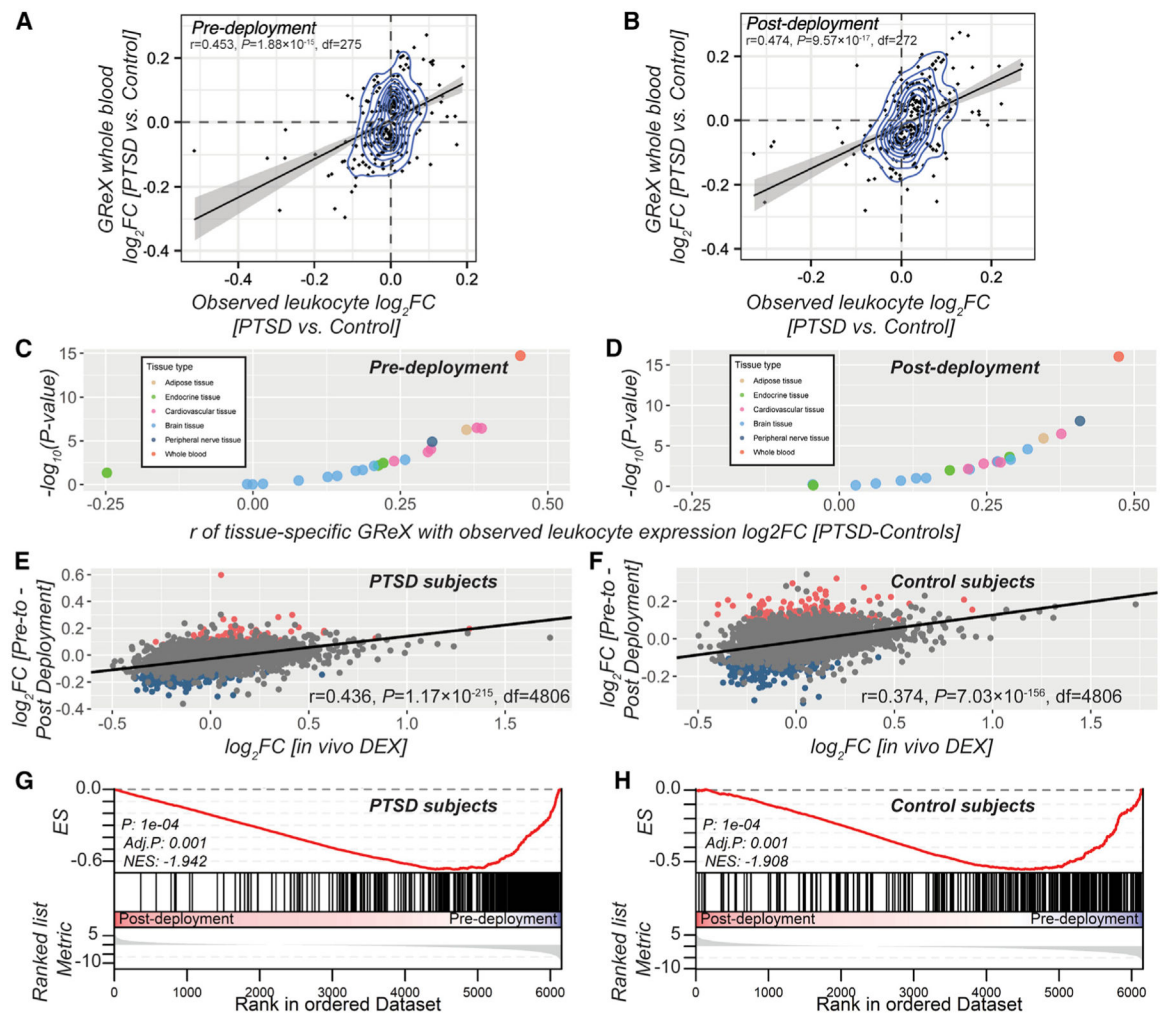 A
Pre-deployment
r=0.453, P=1.88×10⁻¹⁵, df=275
GReX whole blood
log₂FC [PTSD vs. Control]
0.2
0.0
-0.2
-0.4
-0.4 -0.2 0.0 0.2
Observed leukocyte log₂FC
[PTSD vs. Control]
B
Post-deployment
r=0.474, P=9.57×10⁻¹⁷, df=272
GReX whole blood
log₂FC [PTSD vs. Control]
0.2
0.0
-0.2
-0.4
-0.2 0.0 0.2
Observed leukocyte log₂FC
[PTSD vs. Control]
C
Pre-deployment
-log₁₀(P-value)
15
10
5
0
Tissue type
Adipose tissue
Endocrine tissue
Cardiovascular tissue
Brain tissue
Peripheral nerve tissue
Whole blood
-0.25 0.00 0.25 0.50
D
Post-deployment
-log₁₀(P-value)
15
10
5
0
Tissue type
Adipose tissue
Endocrine tissue
Cardiovascular tissue
Brain tissue
Peripheral nerve tissue
Whole blood
-0.25 0.00 0.25 0.50
r of tissue-specific GReX with observed leukocyte expression log2FC [PTSD-Controls]
E
PTSD subjects
log₂FC [Pre-to -
Post Deployment]
0.6
0.4
0.2
0.0
-0.2
-0.4
r=0.436, P=1.17×10⁻²¹⁵, df=4806
-0.5 0.0 0.5 1.0 1.5
log₂FC [in vivo DEX]
F
Control subjects
log₂FC [Pre-to -
Post Deployment]
0.2
0.0
-0.2
r=0.374, P=7.03×10⁻¹⁵⁶, df=4806
-0.5 0.0 0.5 1.0 1.5
log₂FC [in vivo DEX]
G
PTSD subjects
ES
0.0
-0.6
P: 1e-04
Adj.P: 0.001
NES: -1.942
Post-deployment Pre-deployment
Ranked list
Metric
5
-10
0 1000 2000 3000 4000 5000 6000
Rank in ordered Dataset
H
Control subjects
ES
0.0
-0.5
P: 1e-04
Adj.P: 0.001
NES: -1.908
Post-deployment Pre-deployment
Ranked list
Metric
5
-10
0 1000 2000 3000 4000 5000 6000
Rank in ordered Dataset